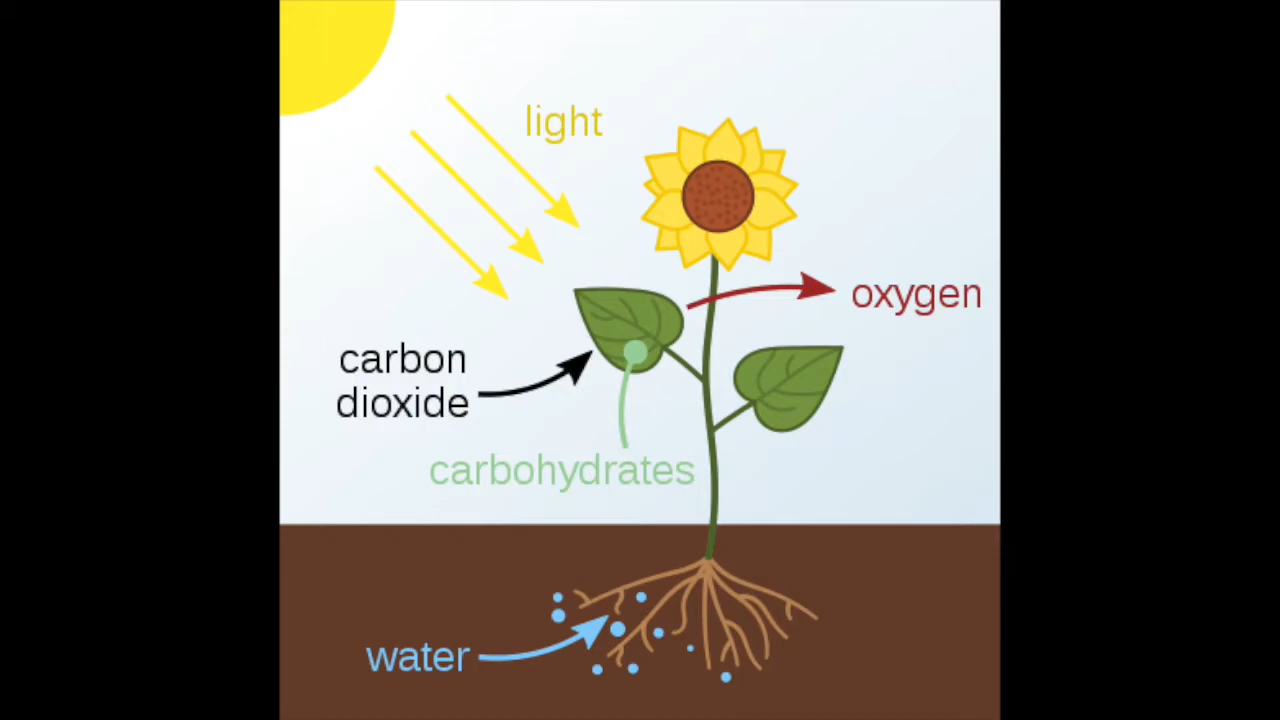 light
oxygen
carbon
dioxide
carbohydrates
water